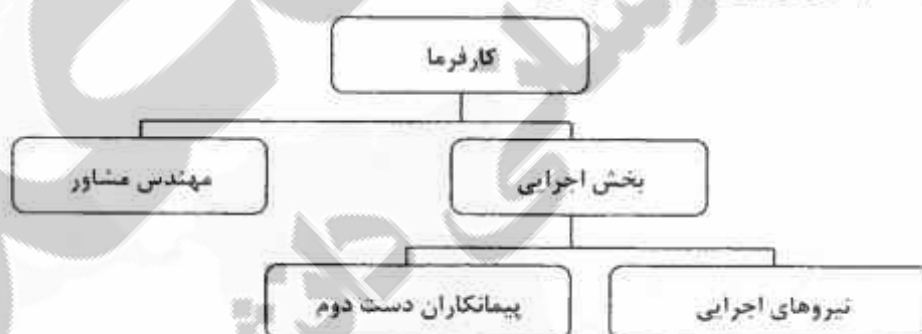 کارفرما
بخش اجرایی
مهندس مشاور
نیروهای اجرایی
پیمانکاران دست دوم